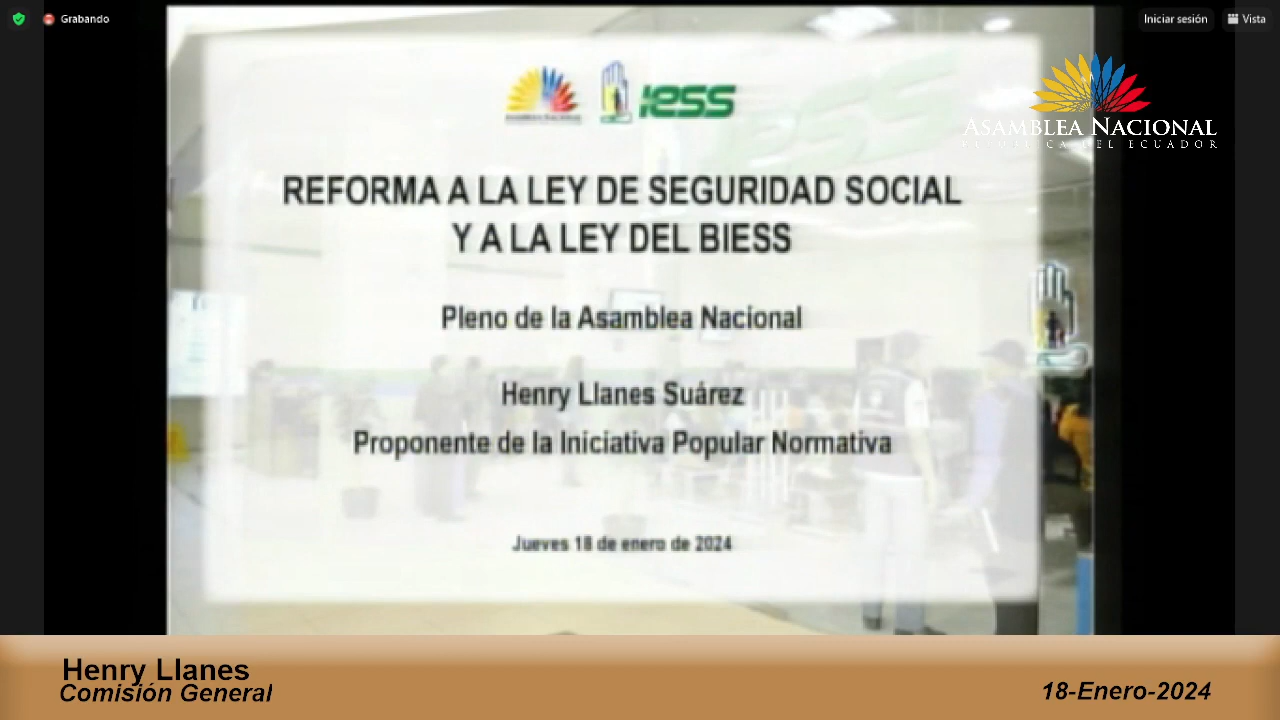 Grabando
Iniciar sesión
Vista
IESS
ASAMBLEA NACIONAL
REPÚBLICA DEL ECUADOR
REFORMA A LA LEY DE SEGURIDAD SOCIAL
Y A LA LEY DEL BIESS
Pleno de la Asamblea Nacional
Henry Llanes Suárez
Proponente de la Iniciativa Popular Normativa
Jueves 18 de enero de 2024
Henry Llanes
Comisión General
18-Enero-2024